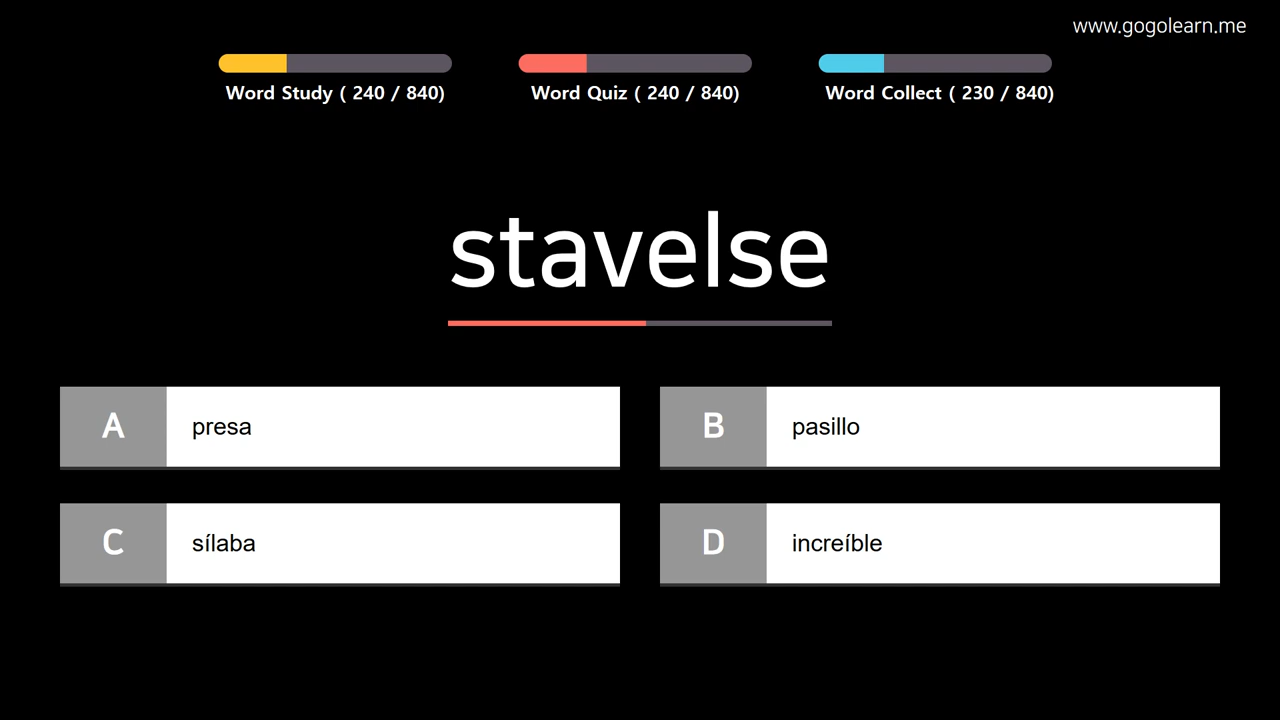 www.gogolearn.me
Word Study ( 240 / 840)
Word Quiz ( 240 / 840)
Word Collect ( 230 / 840)
stavelse
A
presa
B
pasillo
C
sílaba
D
increíble